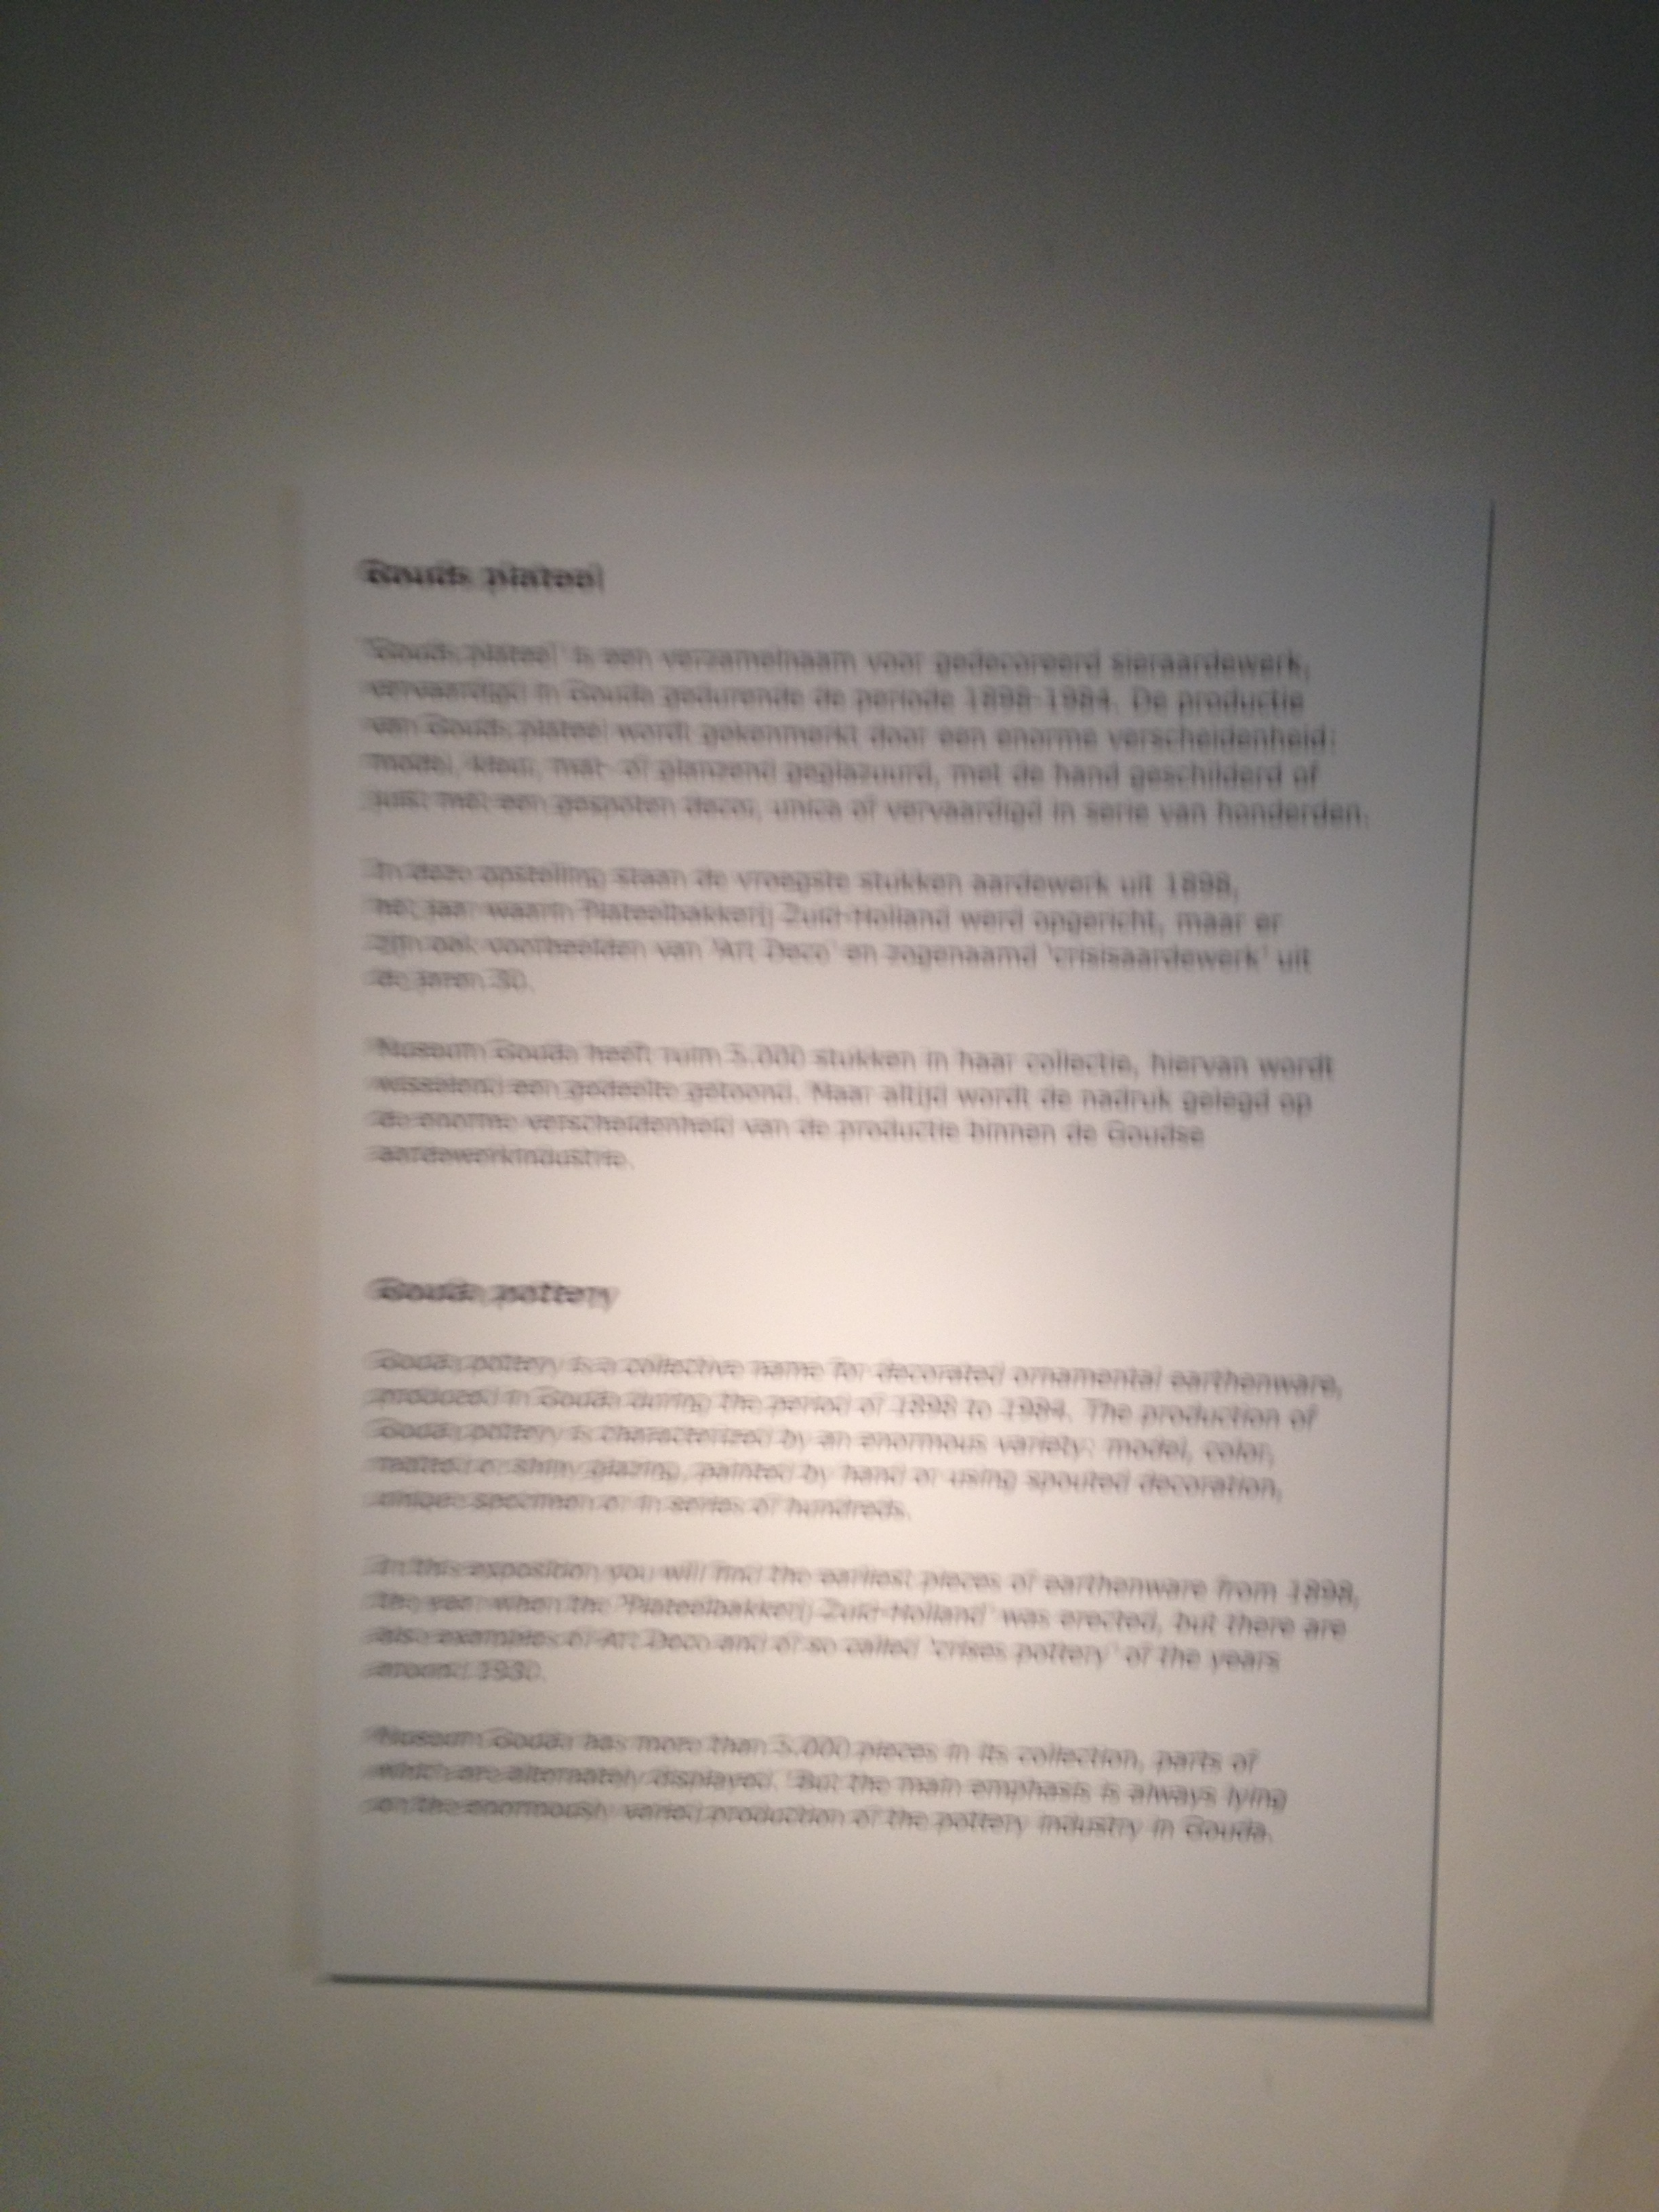 Gouds plateel
'Gouds plateel' is een verzamelnaam voor gedecoreerd sieraardewerk,
vervaardigd in Gouda gedurende de periode 1898-1984. De productie
van Gouds plateel wordt gekenmerkt door een enorme verscheidenheid:
model, kleur, mat- of glanzend geglazuurd, met de hand geschilderd of
juist met een gespoten decor, unica of vervaardigd in serie van honderden.
In deze opstelling staan de vroegste stukken aardewerk uit 1898,
het jaar waarin Plateelbakkerij Zuid-Holland werd opgericht, maar er
zijn ook voorbeelden van 'Art Deco' en zogenaamd 'crisisaardewerk' uit
de jaren 30.
Museum Gouda heeft ruim 5.000 stukken in haar collectie, hiervan wordt
wisselend een gedeelte getoond. Maar altijd wordt de nadruk gelegd op
de enorme verscheidenheid van de productie binnen de Goudse
aardewerkindustrie.
Gouda pottery
Gouda pottery is a collective name for decorated ornamental earthenware,
produced in Gouda during the period of 1898 to 1984. The production of
Gouda pottery is characterized by an enormous variety: model, color,
matted or shiny glazing, painted by hand or using spouted decoration,
unique specimen or in series of hundreds.
In this exposition you will find the earliest pieces of earthenware from 1898,
the year when the 'Plateelbakkerij Zuid-Holland' was erected, but there are
also examples of Art Deco and of so called 'crises pottery' of the years
around 1930.
Museum Gouda has more than 5.000 pieces in its collection, parts of
which are alternately displayed. But the main emphasis is always lying
on the enormously varied production of the pottery industry in Gouda.